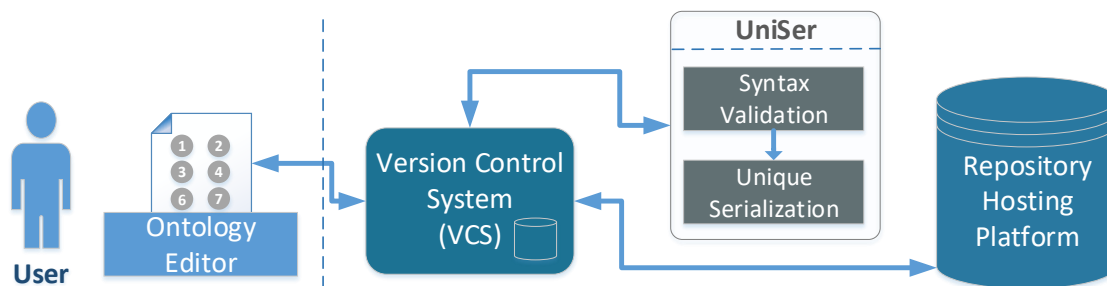 User
1 2
3 4
6 7
Ontology
Editor
Version Control
System
(VCS)
UniSer
Syntax
Validation
Unique
Serialization
Repository
Hosting
Platform